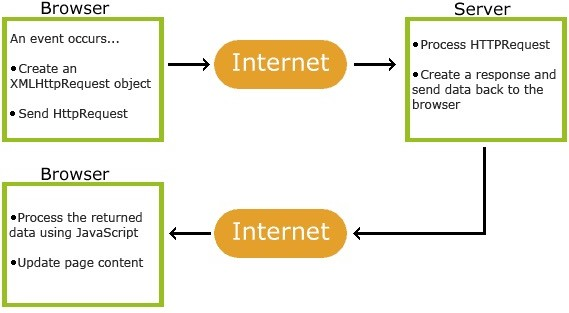 Browser
An event occurs...
•Create an
XMLHttpRequest object
•Send HttpRequest
Internet
Server
•Process HTTPRequest
•Create a response and
send data back to the
browser
Browser
•Process the returned
data using JavaScript
•Update page content
Internet